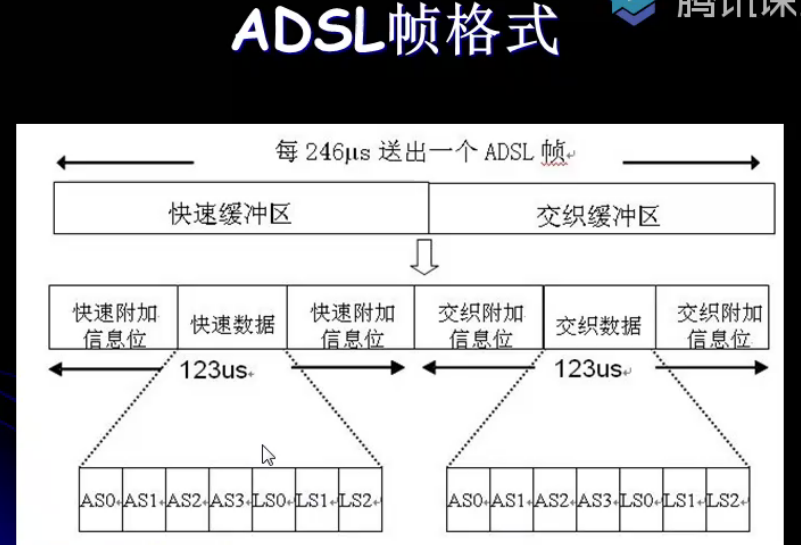 ADSL帧格式
腾讯课
每 246μs 送出一个 ADSL 帧
快速缓冲区 交织缓冲区
快速附加 快速数据 快速附加 交织附加 交织数据 交织附加
信息位 信息位 信息位 信息位
123us 123us
AS0 AS1 AS2 AS3 LS0 LS1 LS2 AS0 AS1 AS2 AS3 LS0 LS1 LS2